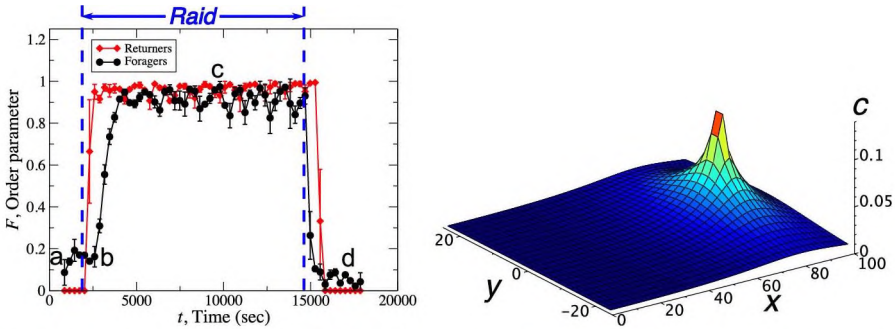 Raid
Returners
Foragers
F, Order parameter
1.2
1
0.8
0.6
0.4
0.2
0
a
b
c
d
0
5000
10000
15000
20000
t, Time (sec)
c
0.1
0.05
0
20
0
-20
y
0
20
40
60
80
100
x